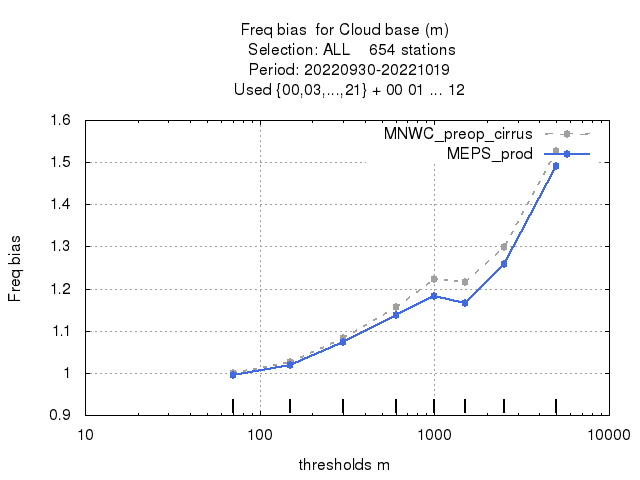 Freq bias  for Cloud base (m)
Selection: ALL    654 stations
Period: 20220930-20221019
Used {00,03,...,21} + 00 01 ... 12
MNWC_preop_cirrus
MEPS_prod
1.6
1.5
1.4
1.3
1.2
1.1
1
0.9
Freq bias
10 100 1000 10000
thresholds m